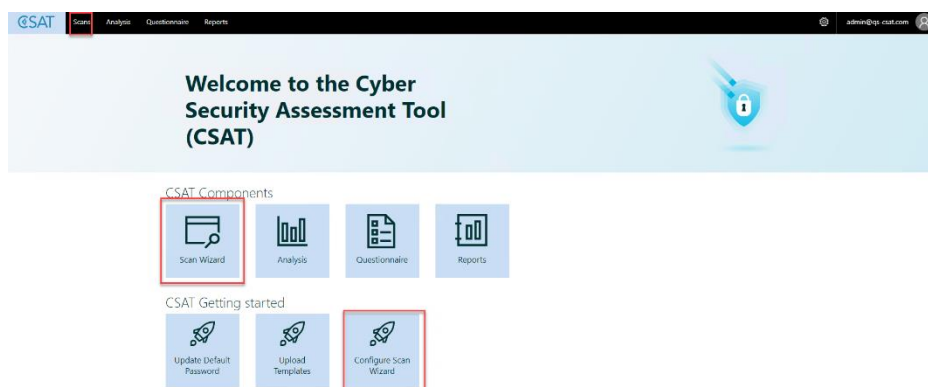 CSAT Scans Analysis Questionnaire Reports admin@qs-csat.com
Welcome to the Cyber
Security Assessment Tool
(CSAT)
CSAT Components
Scan Wizard Analysis Questionnaire Reports
CSAT Getting started
Update Default Upload Configure Scan
Password Templates Wizard